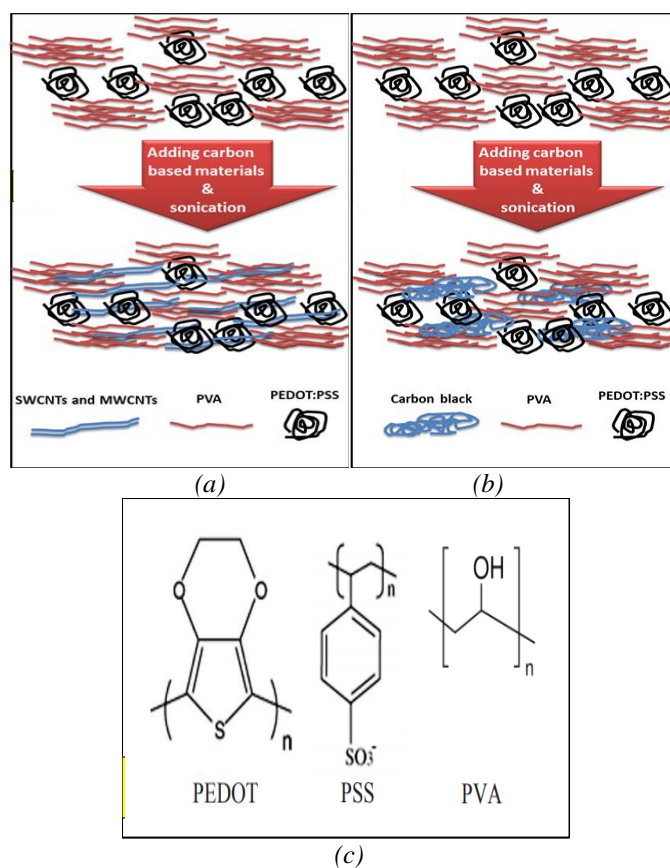 Adding carbon
based materials
&
sonication
SWCNTs and MWCNTs PVA PEDOT:PSS
Adding carbon
based materials
&
sonication
Carbon black PVA PEDOT:PSS
(a) (b)
OH
O O
n
n
S
n
SO3-
PEDOT PSS PVA
(c)